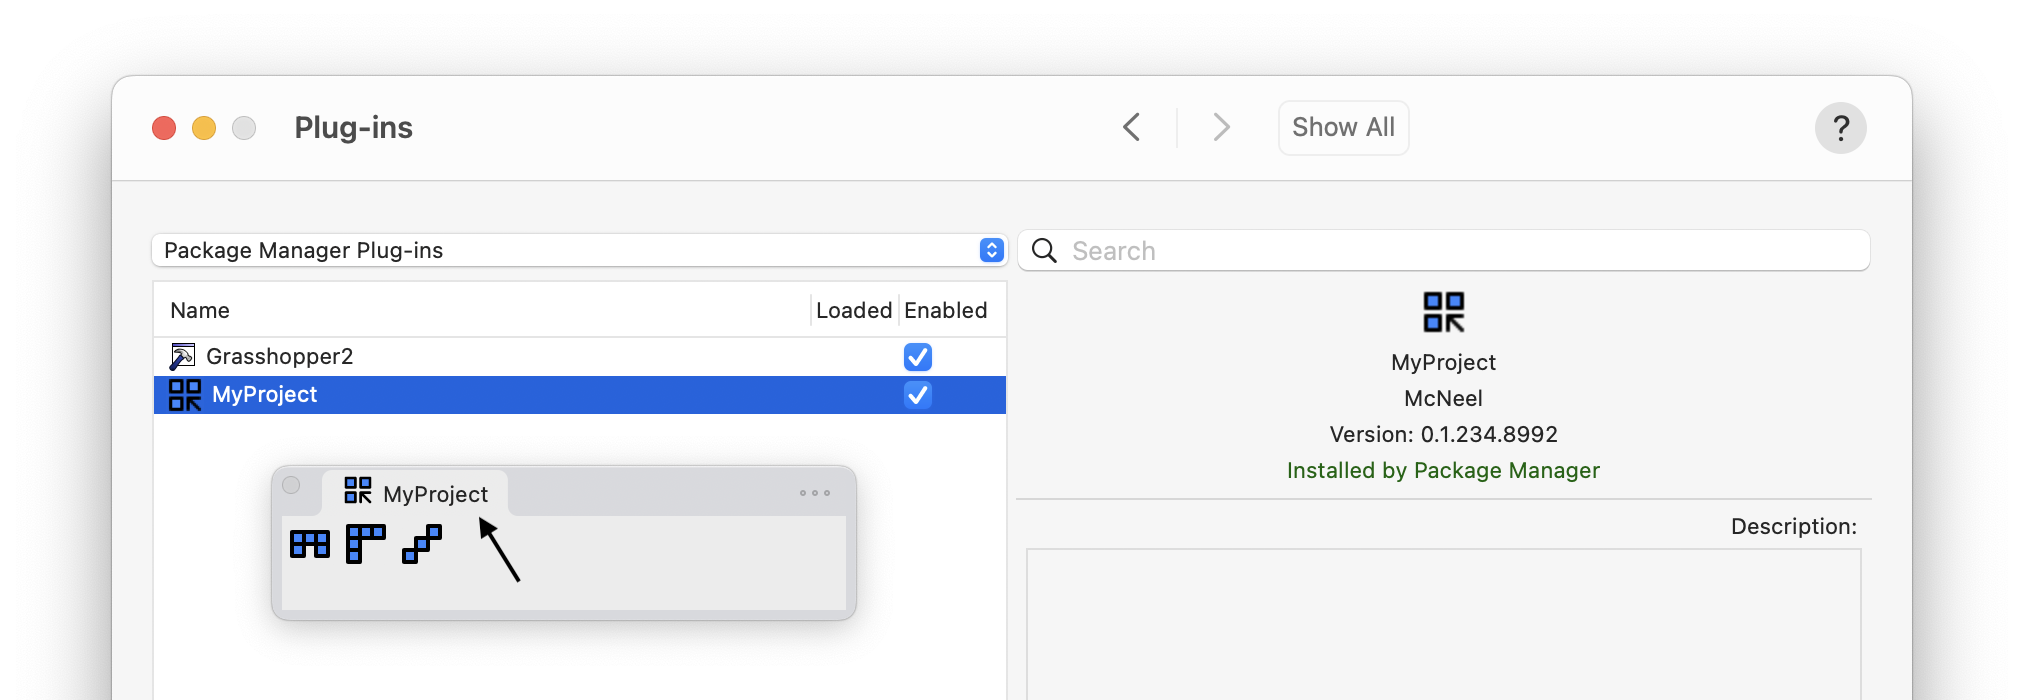 Plug-ins
Show All
?
Package Manager Plug-ins
Search
Name Loaded Enabled
Grasshopper2
MyProject
MyProject
MyProject
McNeel
Version: 0.1.234.8992
Installed by Package Manager
Description: